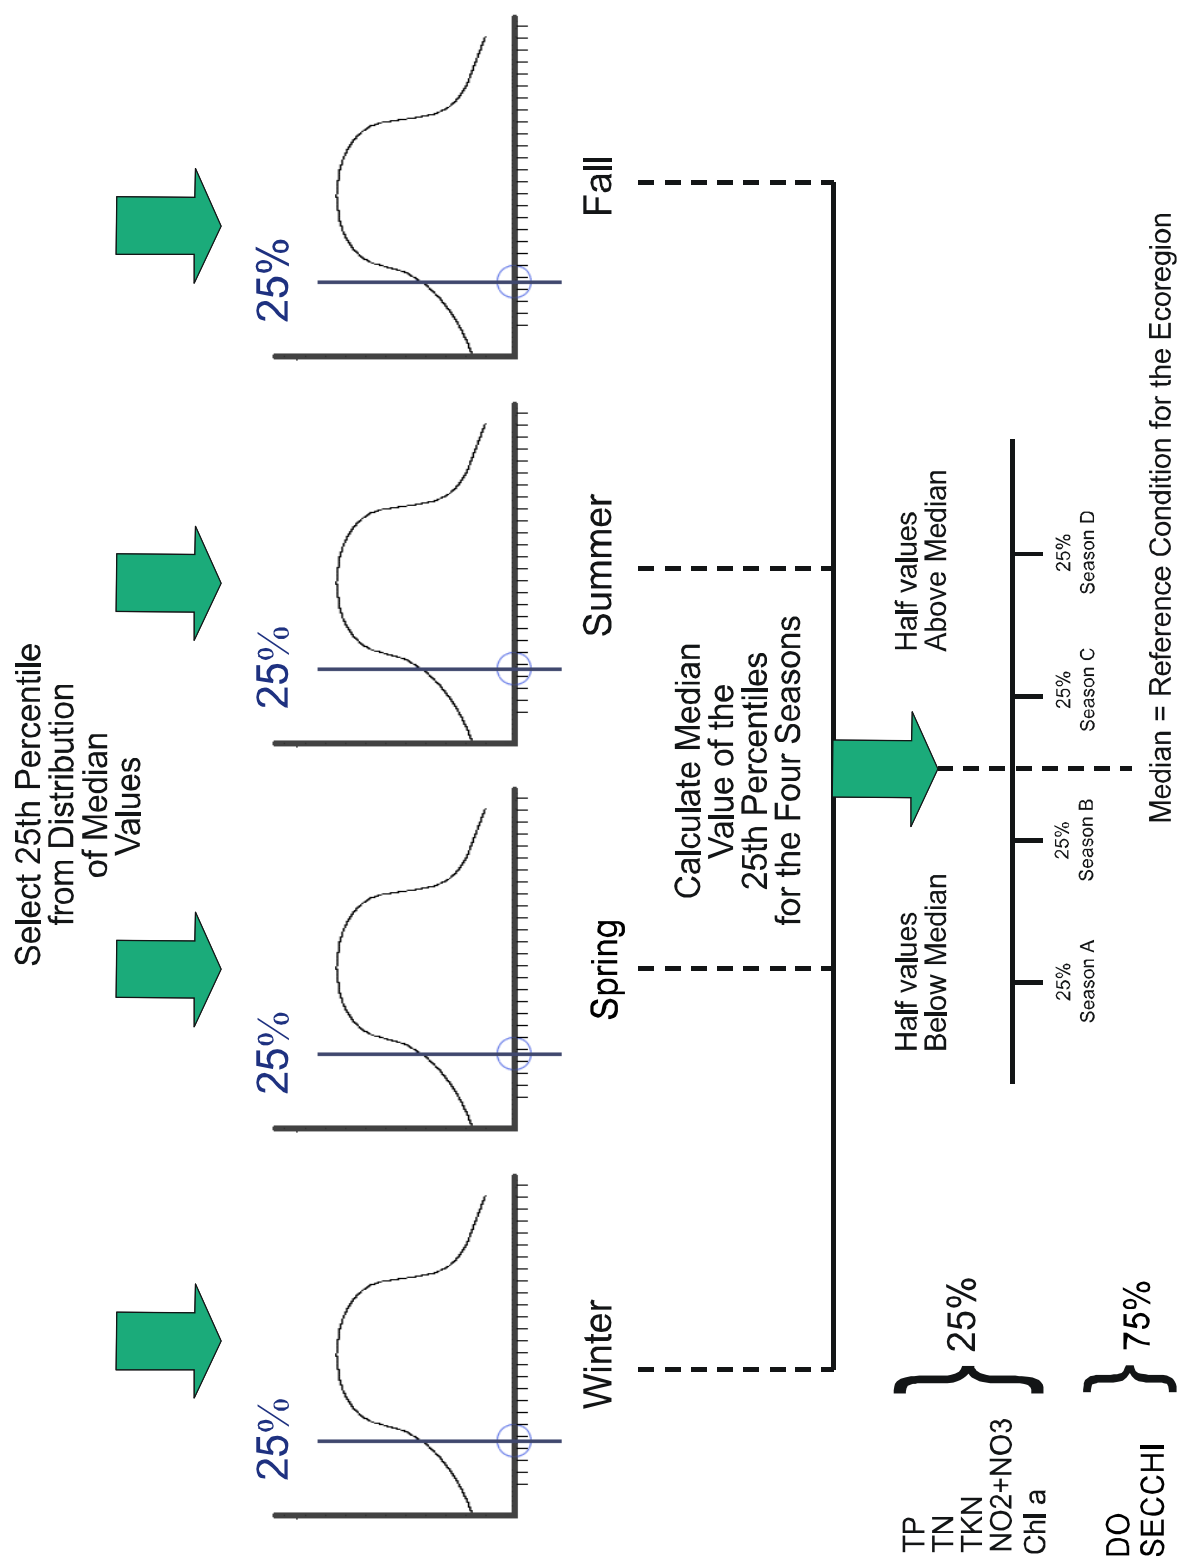 Select 25th Percentile
from Distribution
of Median
Values
25%
25%
25%
25%
Winter
Spring
Summer
Fall
Calculate Median
Value of the
25th Percentiles
for the Four Seasons
TP
TN
TKN
NO2+NO3
Chl a
25%
DO
SECCHI
75%
Half values
Below Median
Half values
Above Median
25%
Season A
25%
Season B
25%
Season C
25%
Season D
Median = Reference Condition for the Ecoregion